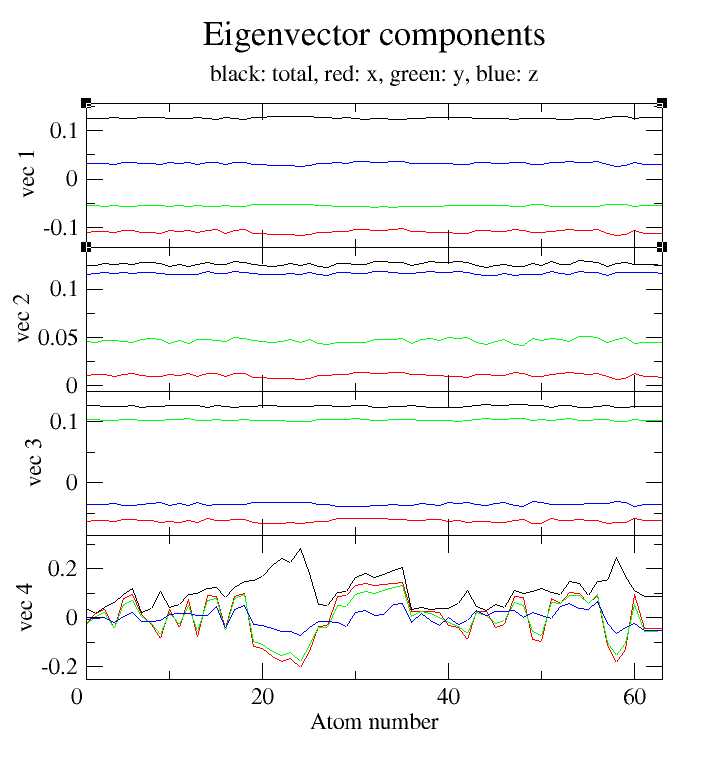 Eigenvector components
black: total, red: x, green: y, blue: z
0.1
0
-0.1
vec 1
0.1
0.05
0
vec 2
0.1
0
vec 3
0.2
0
-0.2
vec 4
0 20 40 60
Atom number